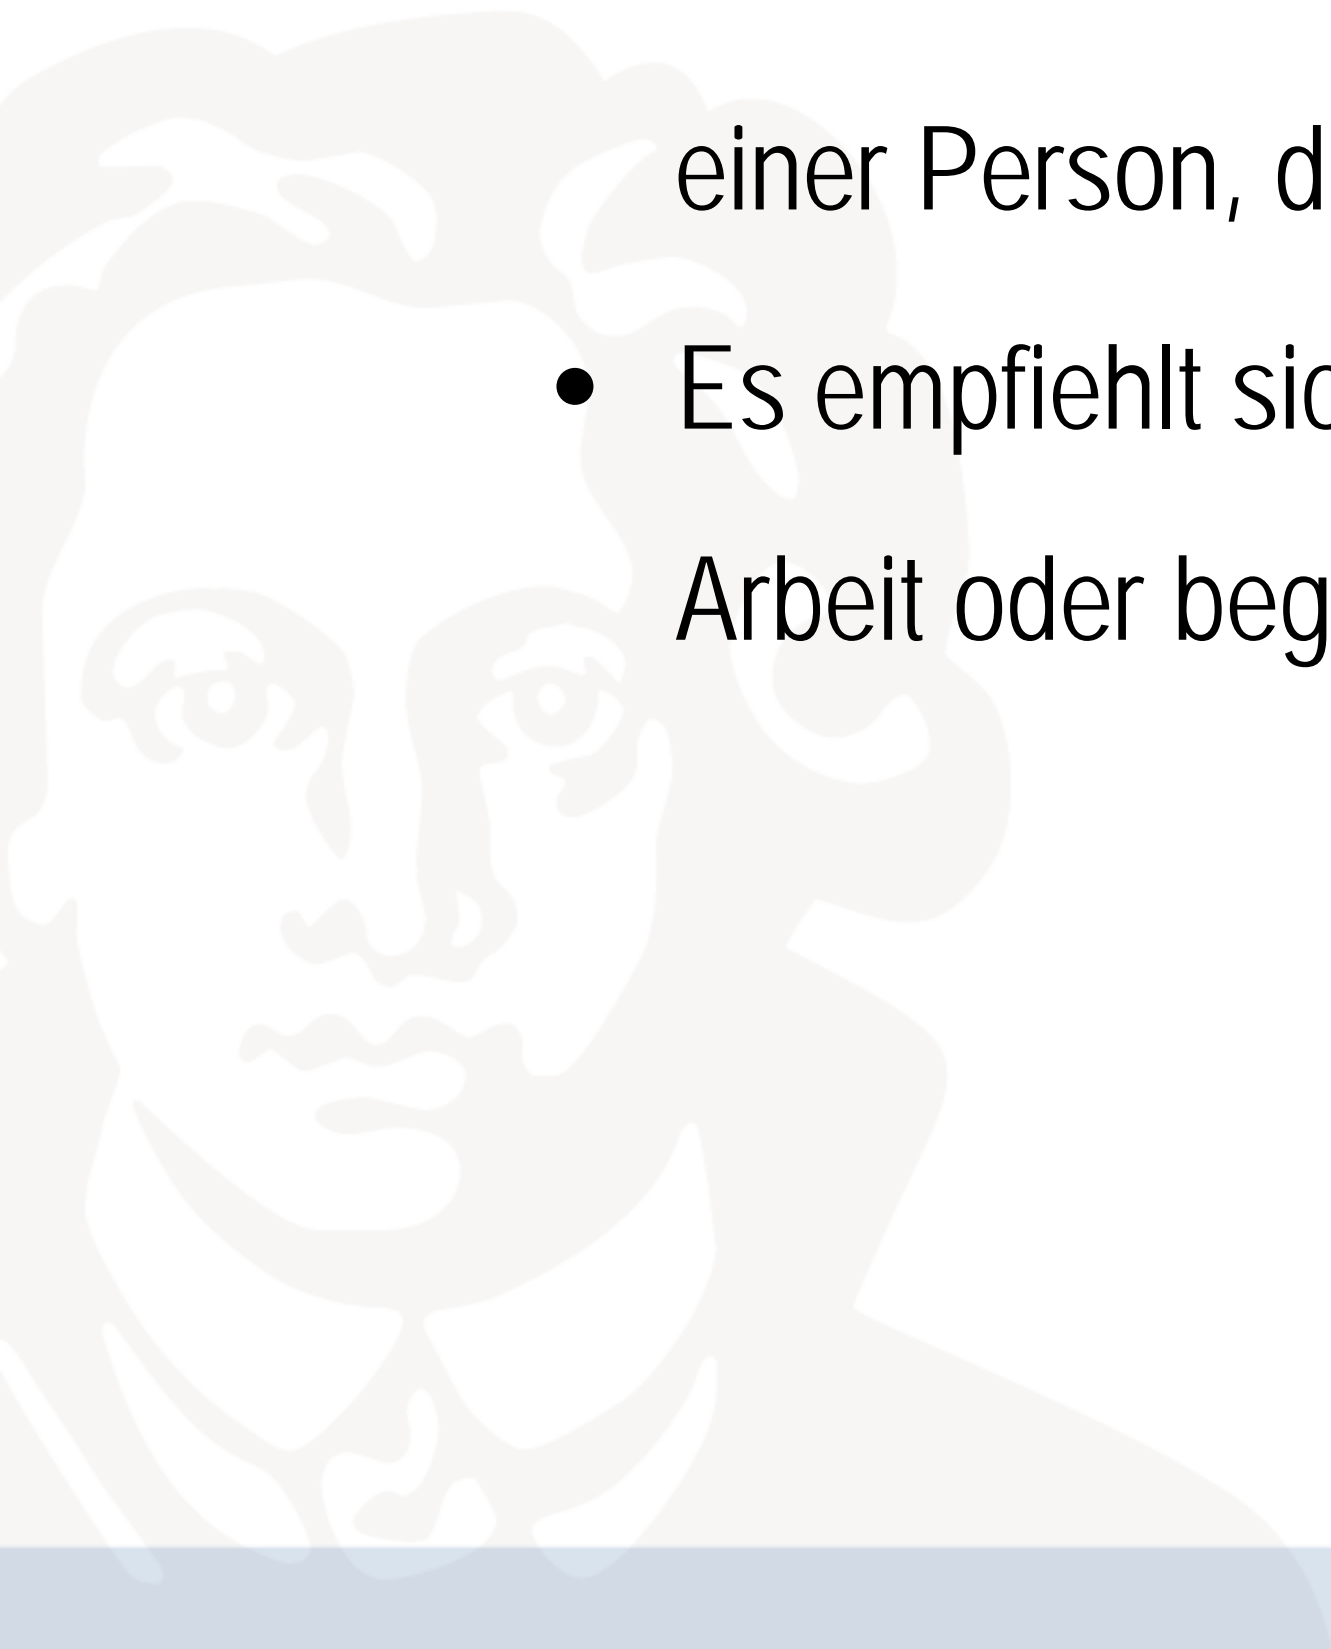 einer Person, d
• Es empfiehlt sic
Arbeit oder beg